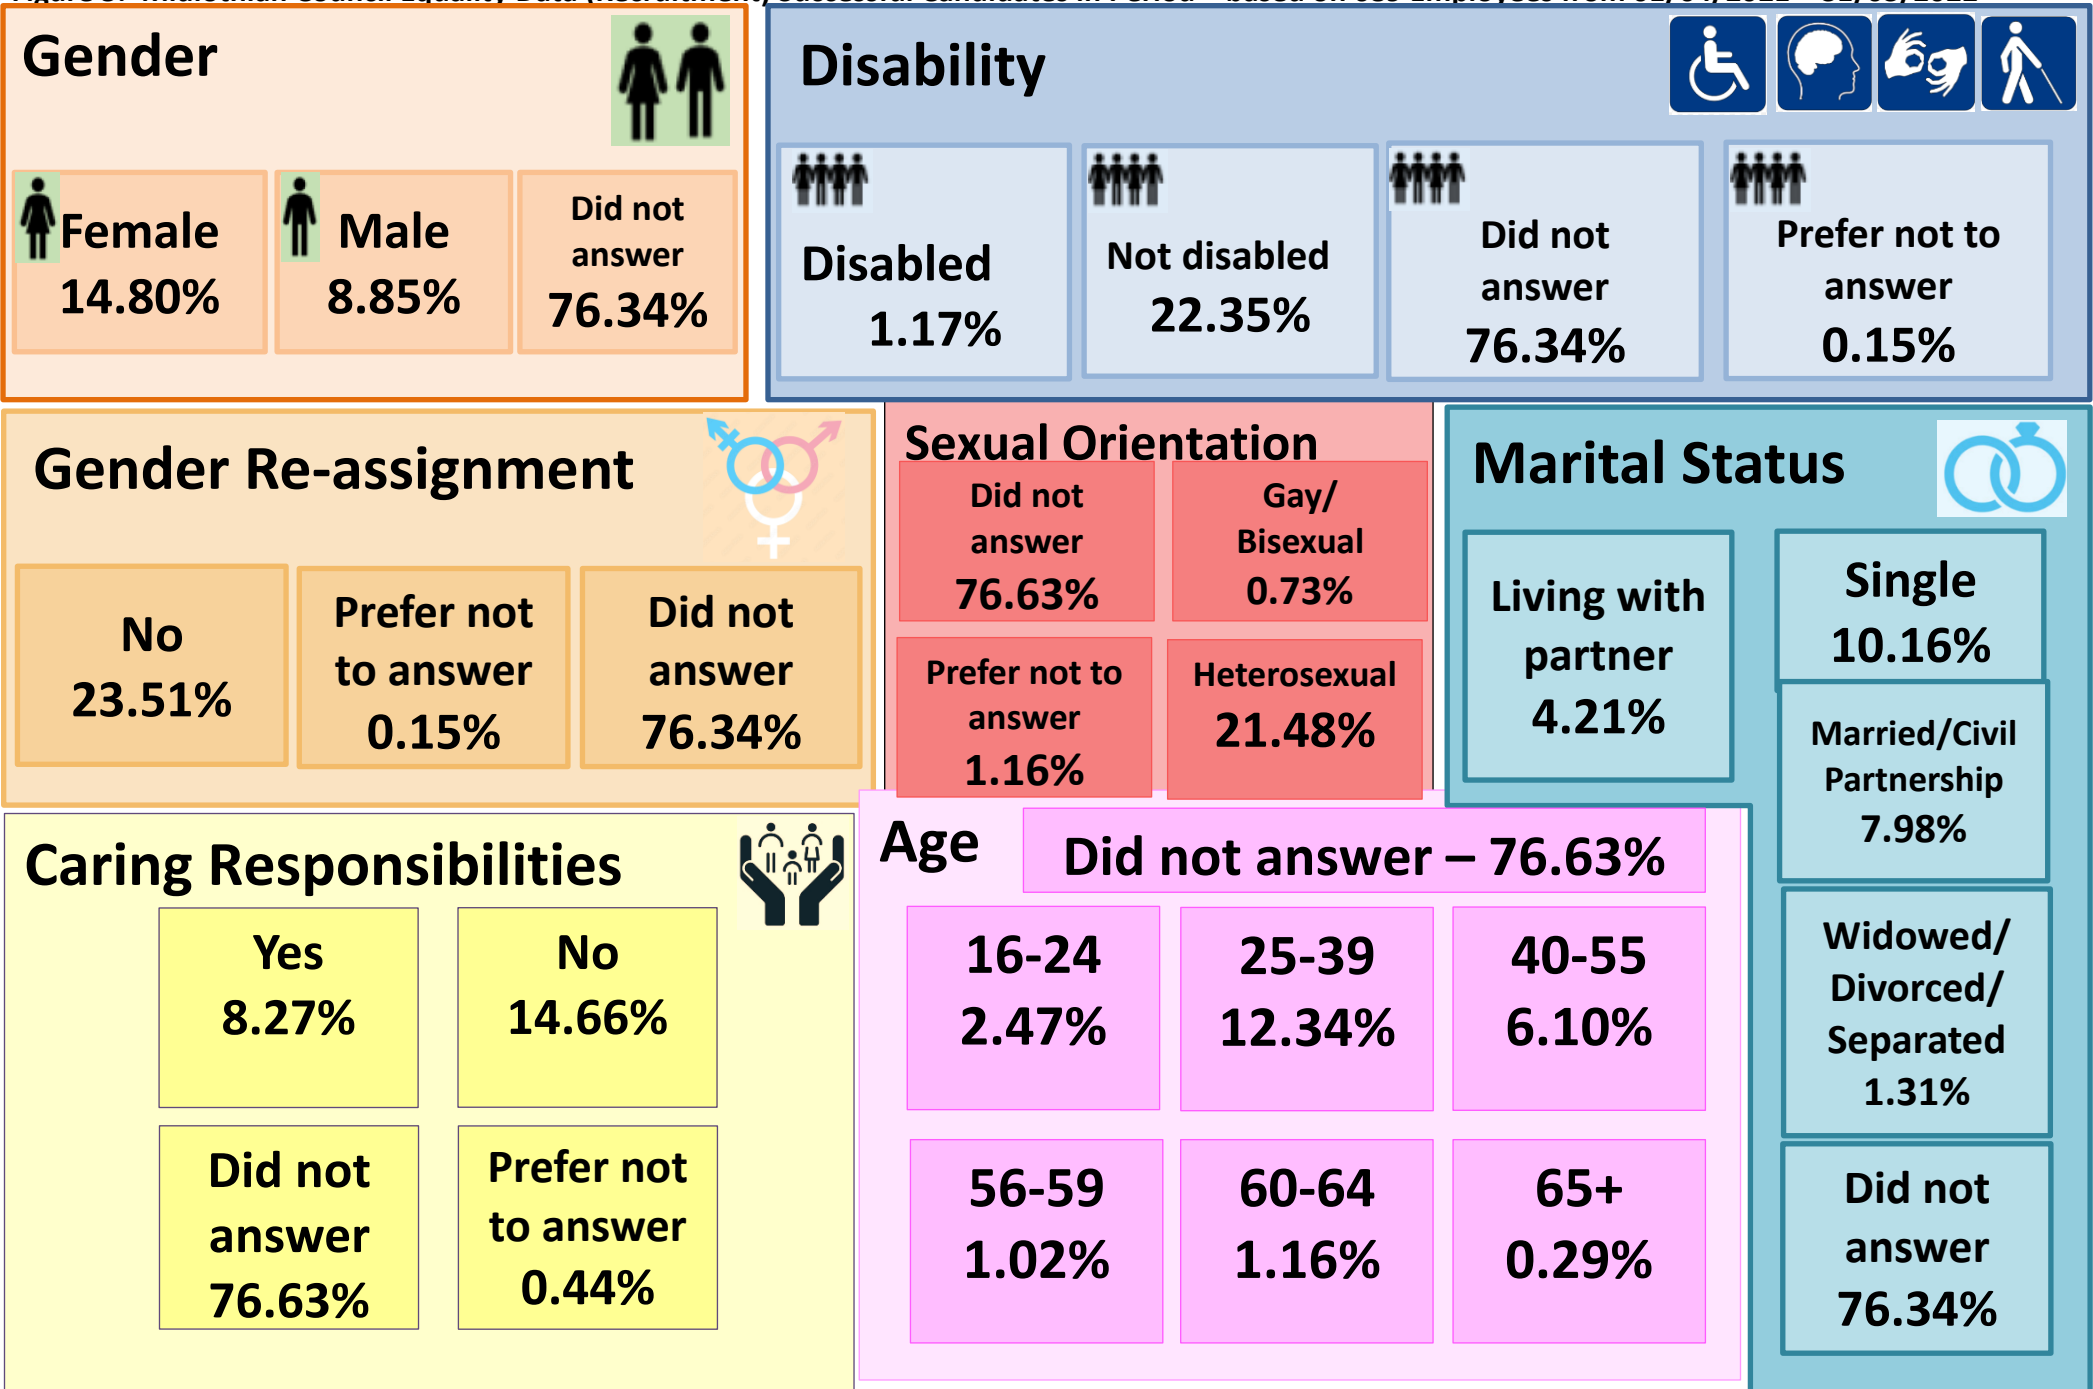 Gender
Female
14.80%
Male
8.85%
Did not
answer
76.34%
Disability
Disabled
1.17%
Not disabled
22.35%
Did not
answer
76.34%
Prefer not to
answer
0.15%
Gender Re-assignment
No
23.51%
Prefer not
to answer
0.15%
Did not
answer
76.34%
Sexual Orientation
Did not
answer
76.63%
Gay/
Bisexual
0.73%
Prefer not to
answer
1.16%
Heterosexual
21.48%
Marital Status
Living with
partner
4.21%
Single
10.16%
Married/Civil
Partnership
7.98%
Widowed/
Divorced/
Separated
1.31%
Did not
answer
76.34%
Caring Responsibilities
Yes
8.27%
No
14.66%
Did not
answer
76.63%
Prefer not
to answer
0.44%
Age
Did not answer – 76.63%
16-24
2.47%
25-39
12.34%
40-55
6.10%
56-59
1.02%
60-64
1.16%
65+
0.29%